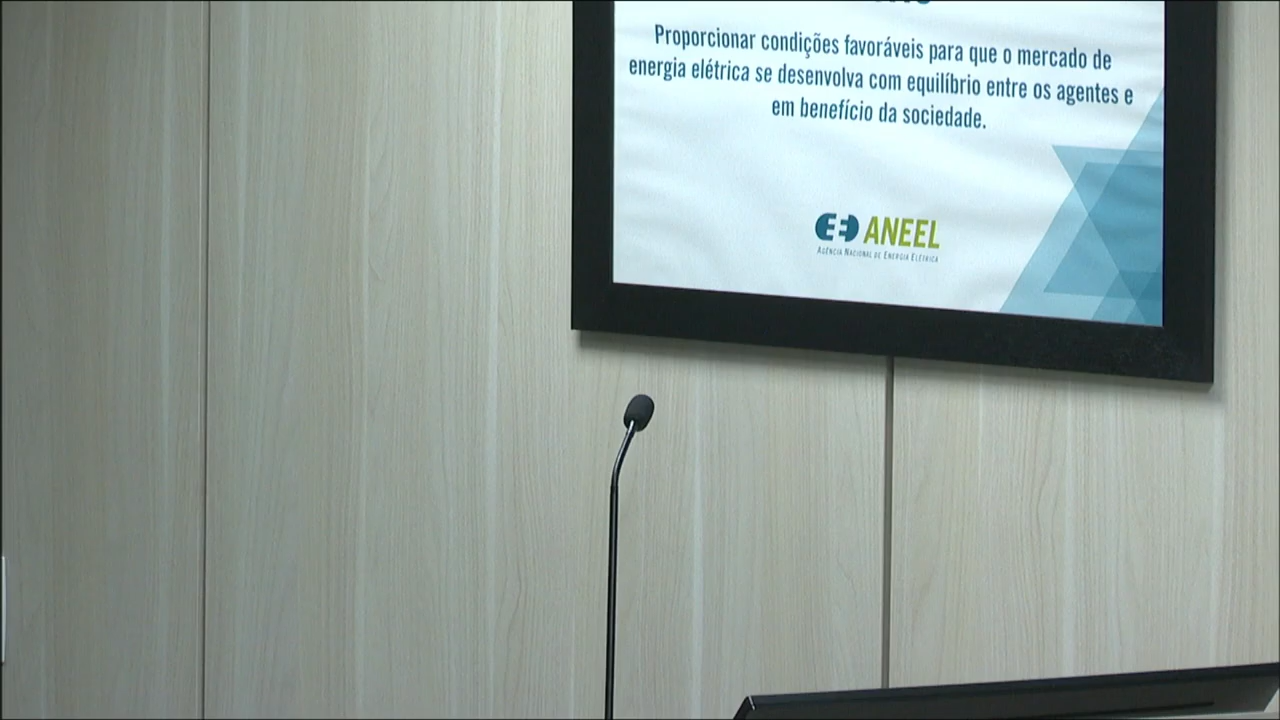 Proporcionar condições favoráveis para que o mercado de
energia elétrica se desenvolva com equilíbrio entre os agentes e
em benefício da sociedade.
ANEEL
AGÊNCIA NACIONAL DE ENERGIA ELÉTRICA